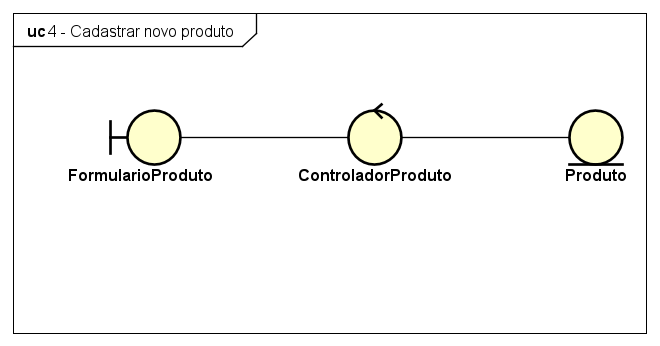 uc 4 - Cadastrar novo produto
FormularioProduto
ControladorProduto
Produto